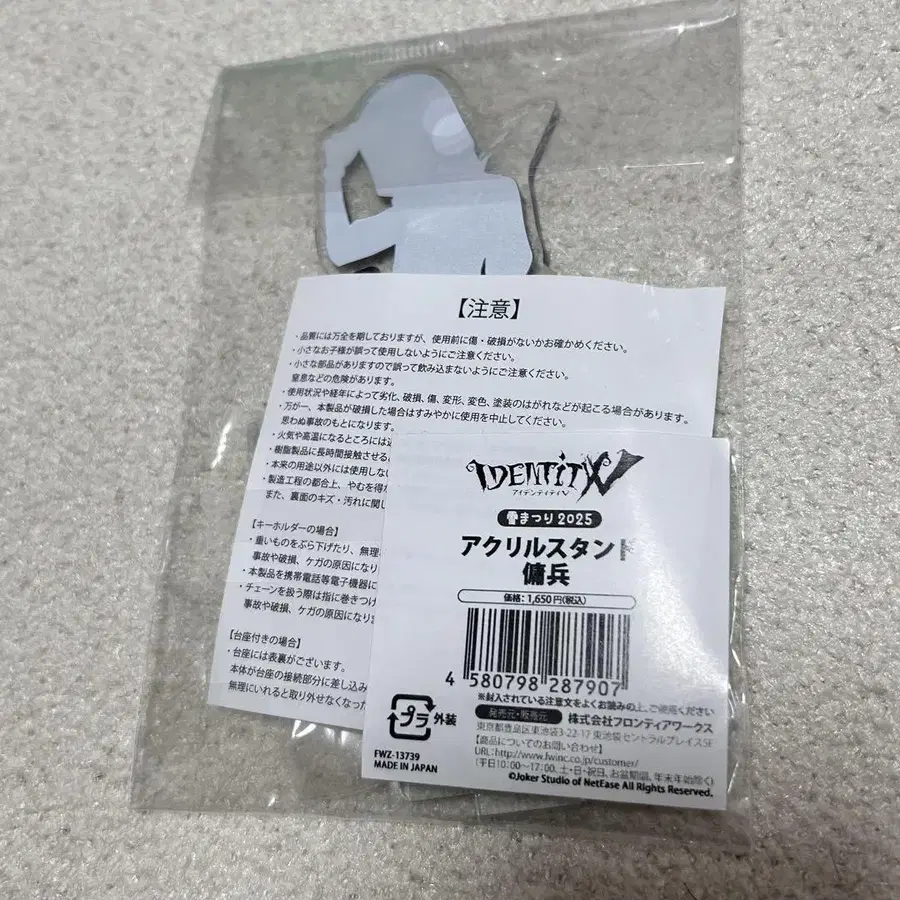 【注意】
・品質には万全を期しておりますが、使用前に傷・破損がないかお確かめください。
・小さなお子様が誤って使用しないようにご注意ください。
・小さな部品がありますので誤って飲み込まないようにご注意ください。
窒息などの危険があります。
・使用状況や経年によって劣化、破損、傷、変形、変色、塗装のはがれなどが起こる場合があります。
・万が一、本製品が破損した場合はすみやかに使用を中止してください。
思わぬ事故のもとになります。
・火気や高温になるところには
・樹脂製品に長時間接触させる
・本来の用途以外には使用しな
・製造工程の都合上、やむを得
また、裏面のキズ・汚れに関し
【キーホルダーの場合】
・重いものをぶら下げたり、無理
事故や破損、ケガの原因になり
・本製品を携帯電話等電子機器に
・チェーンを扱う際は指に巻きつけ
事故や破損、ケガの原因になりま
【台座付きの場合】
・台座には表裏がございます。
本体が台座の接続部分に差し込み
無理にいれると取り外せなくなった
IDENTITY V
アイデンティティV
雪まつり2025
アクリルスタンド
傭兵
価格：1,650円（税込）
4 580798 287907
※封入されている注意文をよくお読みの上、ご使用ください
プラ 外装
発売元・販売元 株式会社フロンティアワークス
東京都豊島区東池袋3-22-17 東池袋セントラルプレイス5F
【商品についてのお問い合わせ】
URL:http://www.fwinc.co.jp/customer/
（平日10：00～17：00、土・日・祝日、お盆期間、年末年始除く）
FWZ-13739
MADE IN JAPAN
©Joker Studio of NetEase All Rights Reserved.